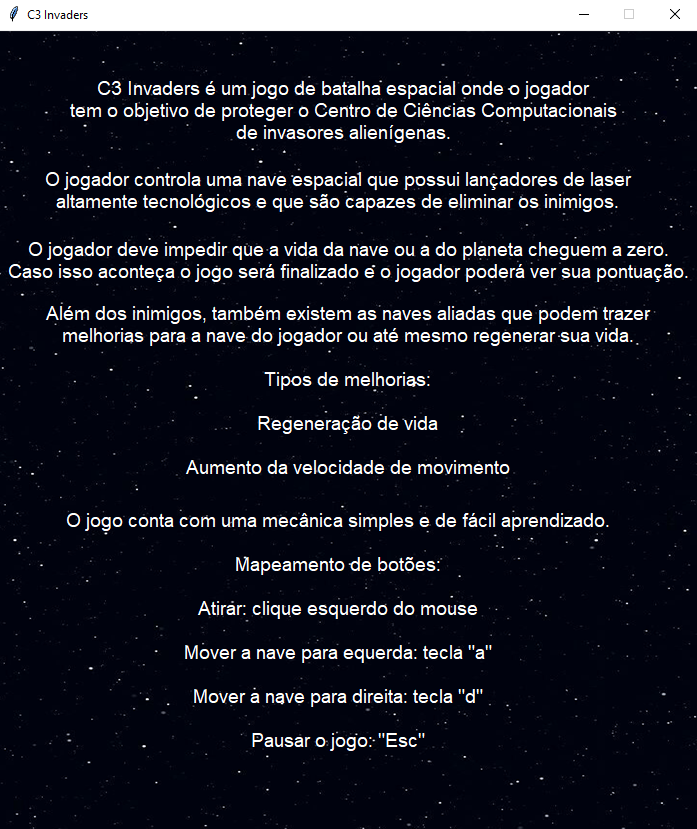 C3 Invaders
C3 Invaders é um jogo de batalha espacial onde o jogador
tem o objetivo de proteger o Centro de Ciências Computacionais
de invasores alienígenas.
O jogador controla uma nave espacial que possui lançadores de laser
altamente tecnológicos e que são capazes de eliminar os inimigos.
O jogador deve impedir que a vida da nave ou a do planeta cheguem a zero.
Caso isso aconteça o jogo será finalizado e o jogador poderá ver sua pontuação.
Além dos inimigos, também existem as naves aliadas que podem trazer
melhorias para a nave do jogador ou até mesmo regenerar sua vida.
Tipos de melhorias:
Regeneração de vida
Aumento da velocidade de movimento
O jogo conta com uma mecânica simples e de fácil aprendizado.
Mapeamento de botões:
Atirar: clique esquerdo do mouse
Mover a nave para equerda: tecla "a"
Mover a nave para direita: tecla "d"
Pausar o jogo: "Esc"